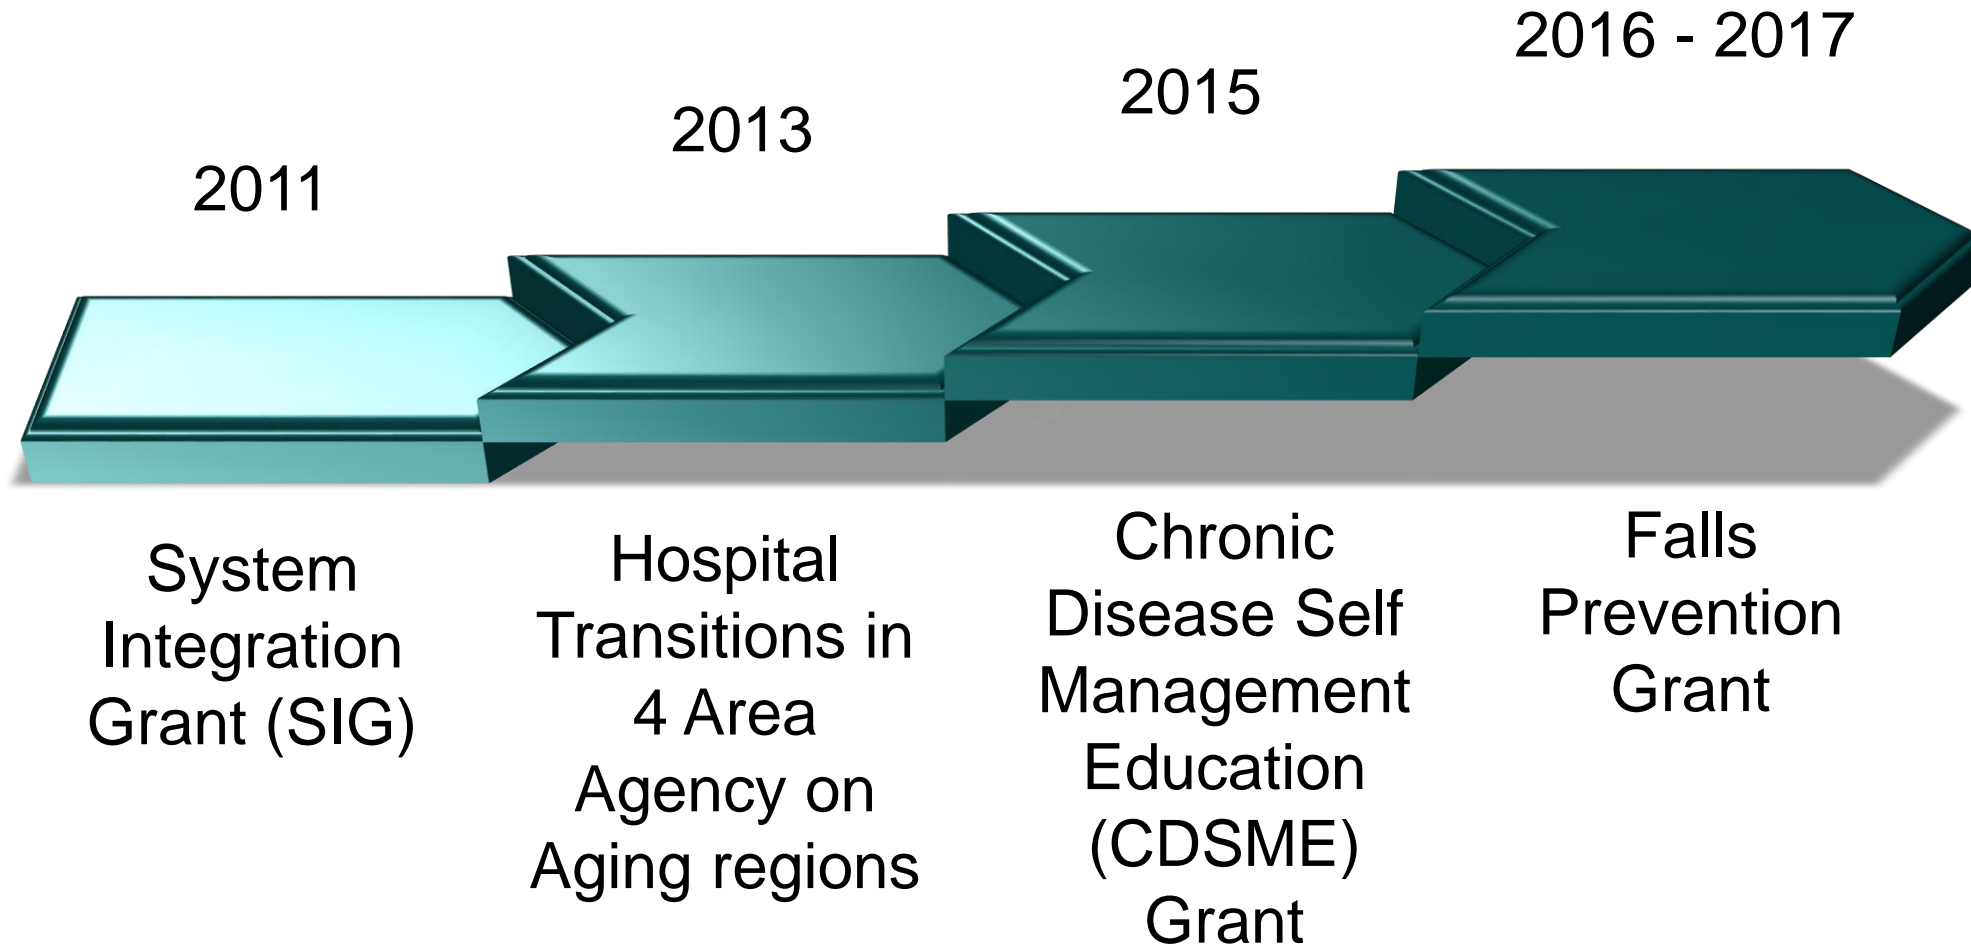 2011
2013
2015
2016 - 2017
System
Integration
Grant (SIG)
Hospital
Transitions in
4 Area
Agency on
Aging regions
Chronic
Disease Self
Management
Education
(CDSME)
Grant
Falls
Prevention
Grant